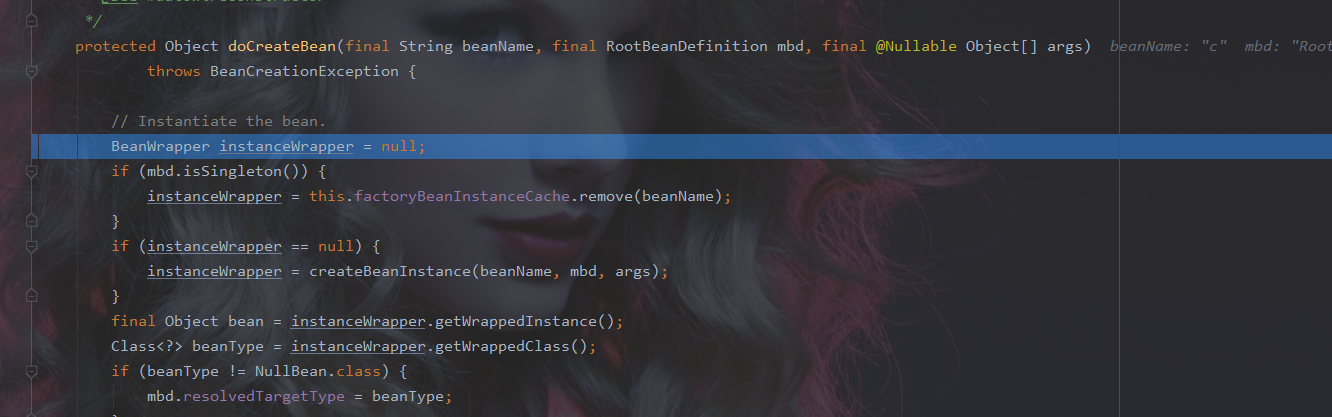 */
protected Object doCreateBean(final String beanName, final RootBeanDefinition mbd, final @Nullable Object[] args)  beanName: "c"  mbd: "Root
throws BeanCreationException {
// Instantiate the bean.
BeanWrapper instanceWrapper = null;
if (mbd.isSingleton()) {
instanceWrapper = this.factoryBeanInstanceCache.remove(beanName);
}
if (instanceWrapper == null) {
instanceWrapper = createBeanInstance(beanName, mbd, args);
}
final Object bean = instanceWrapper.getWrappedInstance();
Class<?> beanType = instanceWrapper.getWrappedClass();
if (beanType != NullBean.class) {
mbd.resolvedTargetType = beanType;